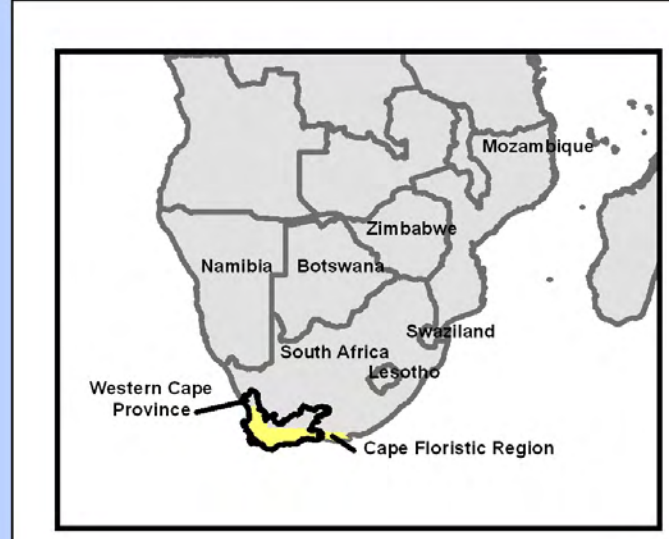 Mozambique
Zimbabwe
Namibia
Botswana
Swaziland
South Africa
Lesotho
Western Cape
Province
Cape Floristic Region